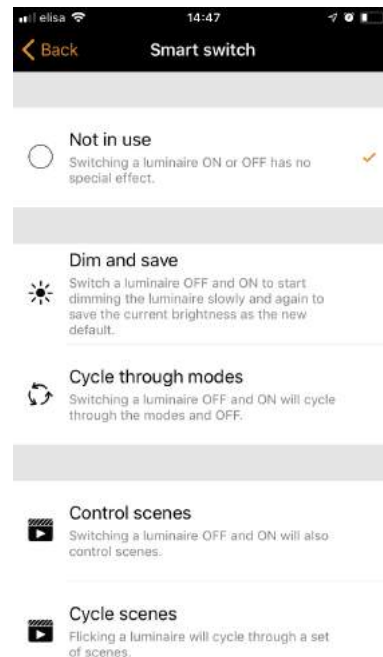 elisa 14:47
Back Smart switch
Not in use
Switching a luminaire ON or OFF has no
special effect.
Dim and save
Switch a luminaire OFF and ON to start
dimming the luminaire slowly and again to
save the current brightness as the new
default.
Cycle through modes
Switching a luminaire OFF and ON will cycle
through the modes and OFF.
Control scenes
Switching a luminaire OFF and ON will also
control scenes.
Cycle scenes
Flicking a luminaire will cycle through a set
of scenes.